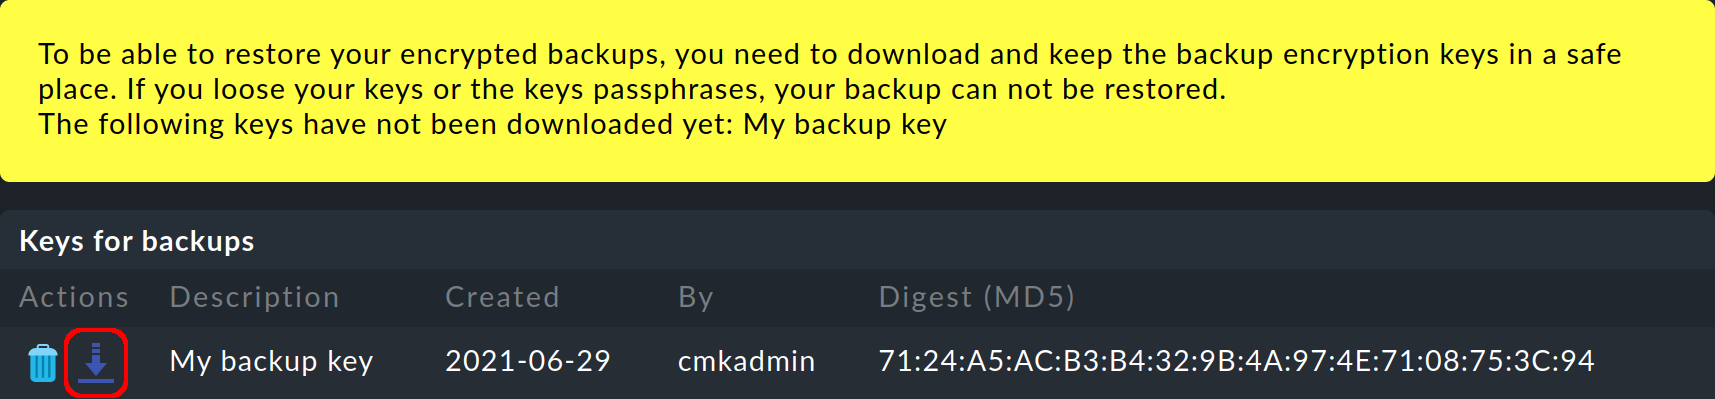 To be able to restore your encrypted backups, you need to download and keep the backup encryption keys in a safe
place. If you loose your keys or the keys passphrases, your backup can not be restored.
The following keys have not been downloaded yet: My backup key
Keys for backups
Actions Description Created By Digest (MD5)
My backup key 2021-06-29 cmkadmin 71:24:A5:AC:B3:B4:32:9B:4A:97:4E:71:08:75:3C:94